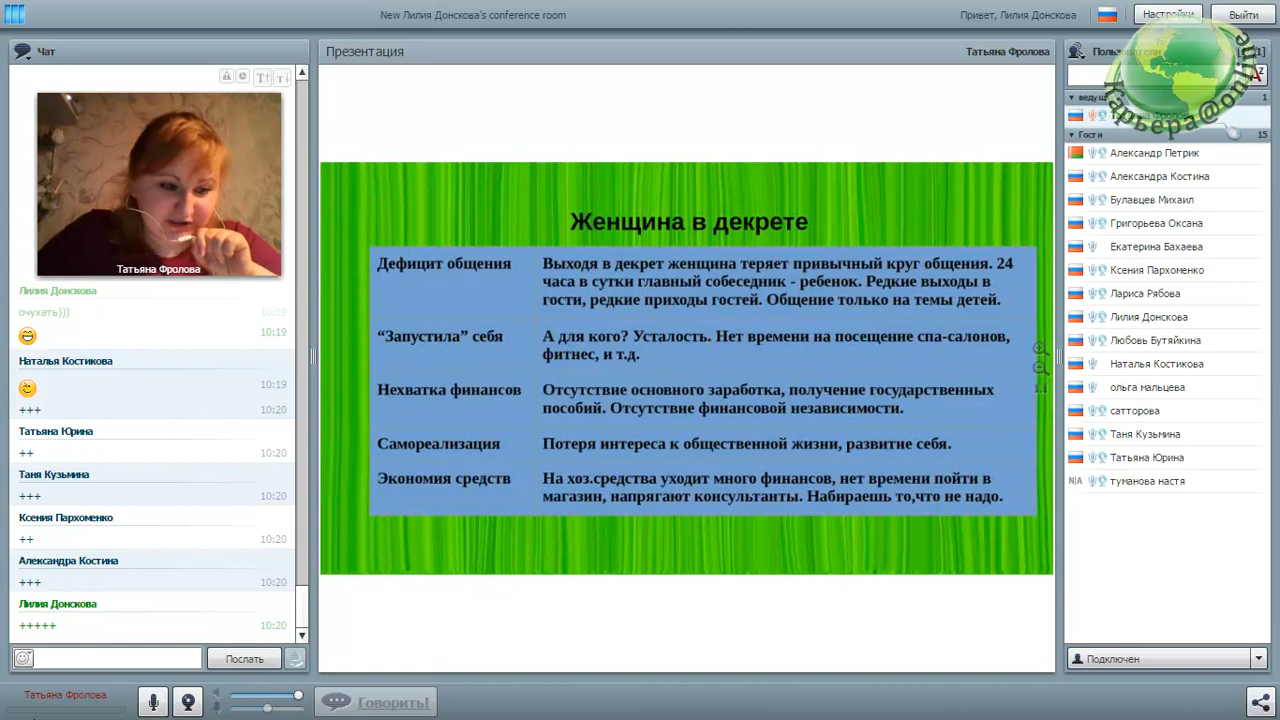 New Лилия Донскова's conference room
Привет, Лилия Донскова
Настройки
Выйти
Чат
Татьяна Фролова
Лилия Донскова
очухать)))
10:19
10:19
Наталья Костикова
10:19
+++
10:20
Татьяна Юрина
++
10:20
Таня Кузьмина
+++
10:20
Ксения Пархоменко
++
10:20
Александра Костина
+++
10:20
Лилия Донскова
+++++
10:20
Послать
Татьяна Фролова
Говорить!
Презентация
Татьяна Фролова
Женщина в декрете
Дефицит общения
Выходя в декрет женщина теряет привычный круг общения. 24
часа в сутки главный собеседник - ребенок. Редкие выходы в
гости, редкие приходы гостей. Общение только на темы детей.
“Запустила” себя
А для кого? Усталость. Нет времени на посещение спа-салонов,
фитнес, и т.д.
Нехватка финансов
Отсутствие основного заработка, получение государственных
пособий. Отсутствие финансовой независимости.
Самореализация
Потеря интереса к общественной жизни, развитие себя.
Экономия средств
На хоз.средства уходит много финансов, нет времени пойти в
магазин, напрягают консультанты. Набираешь то,что не надо.
1:1
Карьера@online
1
Гости
15
Александр Петрик
Александра Костина
Булавцев Михаил
Григорьева Оксана
Екатерина Бахаева
Ксения Пархоменко
Лариса Рябова
Лилия Донскова
Любовь Бутяйкина
Наталья Костикова
ольга мальцева
сатторова
Таня Кузьмина
Татьяна Юрина
N/A туманова настя
Подключен